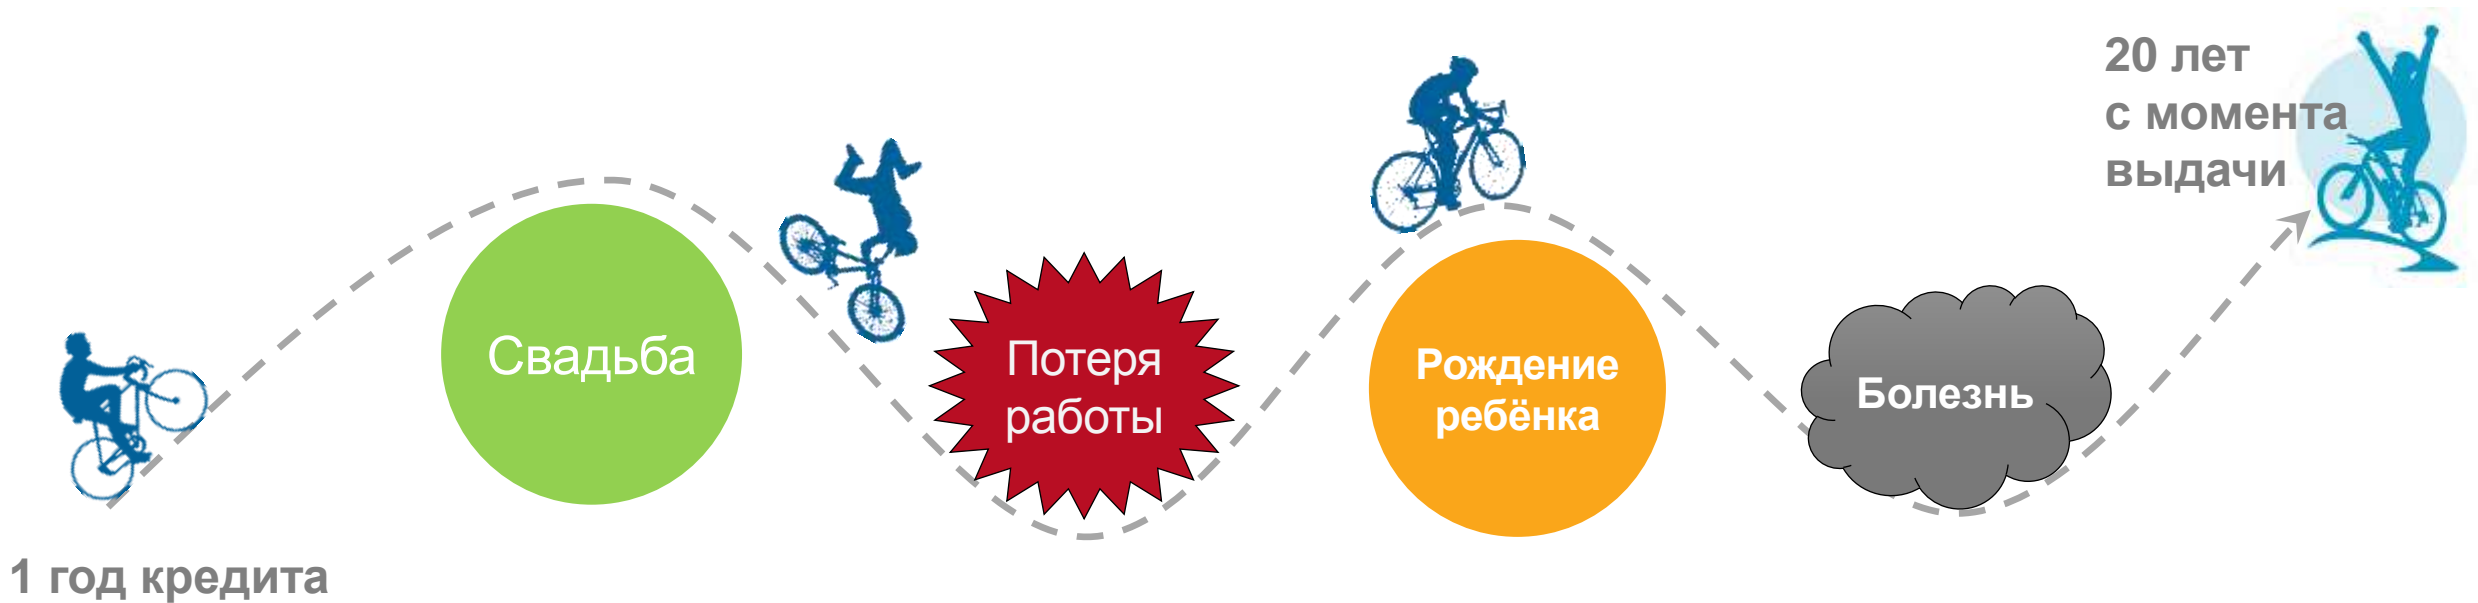 20 лет
с момента
выдачи
Свадьба
Потеря
работы
Рождение
ребёнка
Болезнь
1 год кредита